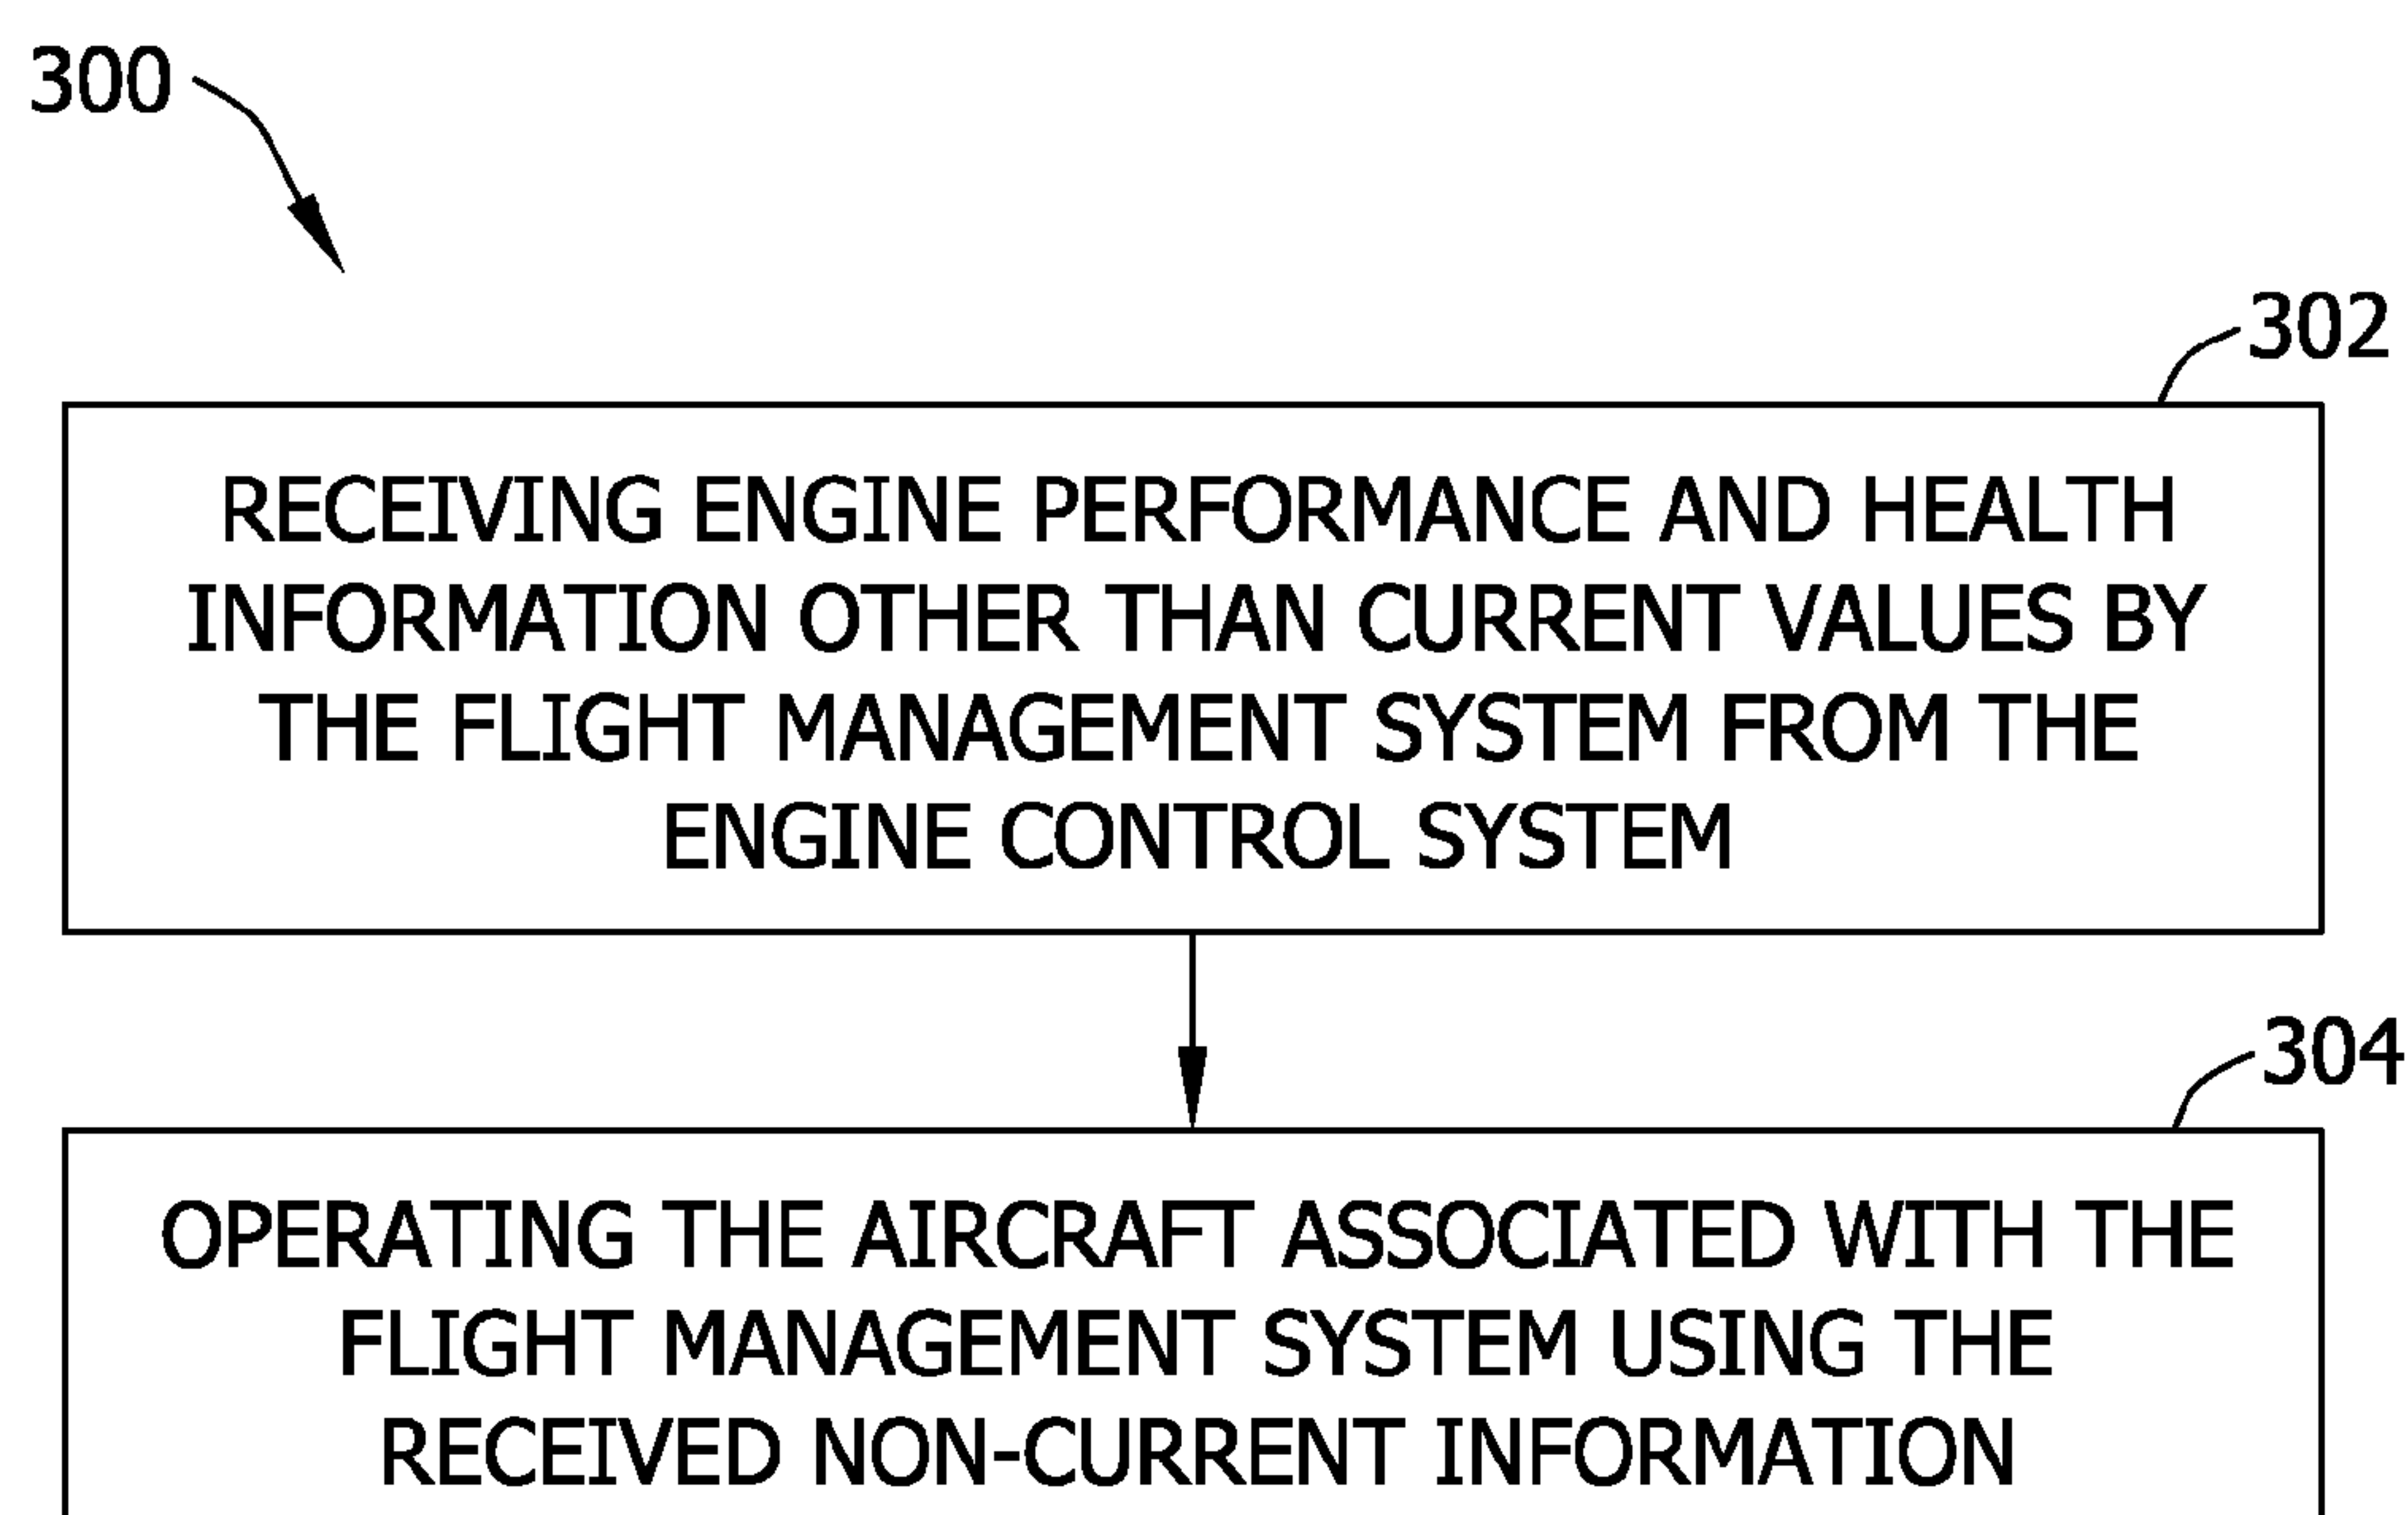 300
302
RECEIVING ENGINE PERFORMANCE AND HEALTH
INFORMATION OTHER THAN CURRENT VALUES BY
THE FLIGHT MANAGEMENT SYSTEM FROM THE
ENGINE CONTROL SYSTEM
304
OPERATING THE AIRCRAFT ASSOCIATED WITH THE
FLIGHT MANAGEMENT SYSTEM USING THE
RECEIVED NON-CURRENT INFORMATION